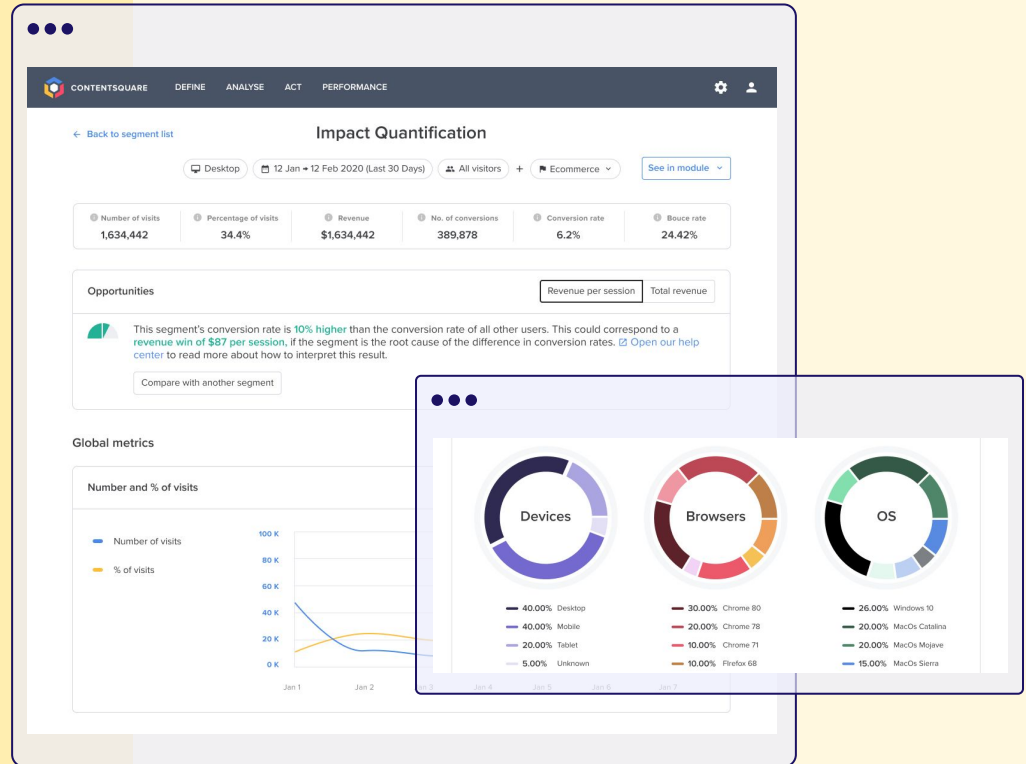 CONTENTSQUARE DEFINE ANALYSE ACT PERFORMANCE
← Back to segment list
Impact Quantification
Desktop 12 Jan → 12 Feb 2020 (Last 30 Days) All visitors + Ecommerce See in module
Number of visits Percentage of visits Revenue No. of conversions Conversion rate Bouce rate
1,634,442 34.4% $1,634,442 389,878 6.2% 24.42%
Opportunities Revenue per session Total revenue
This segment's conversion rate is 10% higher than the conversion rate of all other users. This could correspond to a
revenue win of $87 per session, if the segment is the root cause of the difference in conversion rates. Open our help
center to read more about how to interpret this result.
Compare with another segment
Global metrics
Number and % of visits
Number of visits
% of visits
100 K
80 K
60 K
40 K
20 K
0 K
Jan 1 Jan 2 Jan 3 Jan 4 Jan 5 Jan 6 Jan 7
Devices Browsers OS
40.00% Desktop 30.00% Chrome 80 26.00% Windows 10
40.00% Mobile 20.00% Chrome 78 20.00% MacOs Catalina
20.00% Tablet 10.00% Chrome 71 20.00% MacOs Mojave
5.00% Unknown 10.00% Firefox 68 15.00% MacOs Sierra